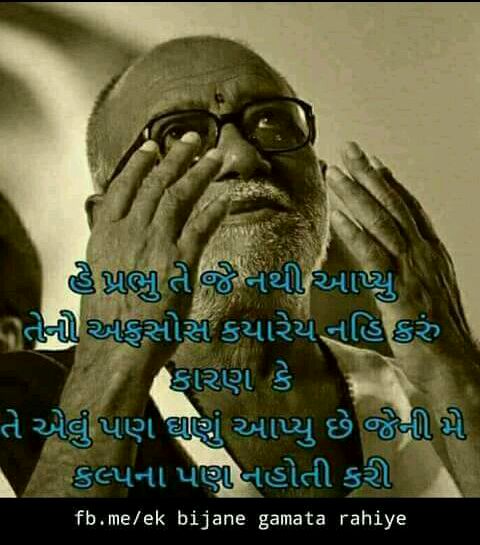 હે પ્રભુ તે જે નથી આપ્યુ
તેનો અફસોસ કયારેય નહિ કરું
કારણ કે
તે એવું પણ ઘણું આપ્યુ છે જેની મે
કલ્પના પણ નહોતી કરી
fb.me/ek bijane gamata rahiye